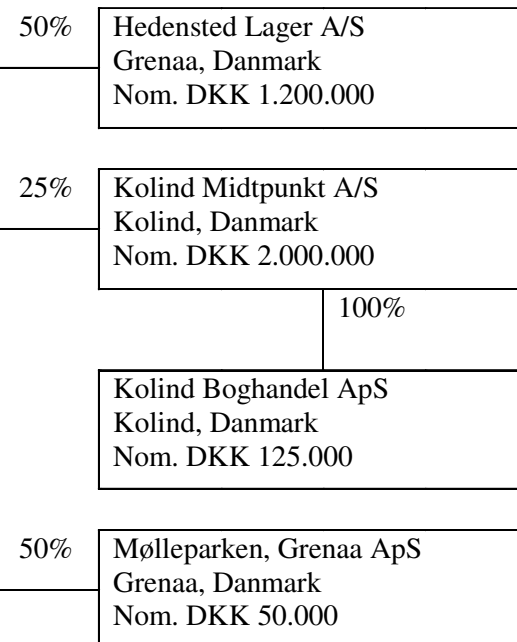 50%
Hedensted Lager A/S
Grenaa, Danmark
Nom. DKK 1.200.000
25%
Kolind Midtpunkt A/S
Kolind, Danmark
Nom. DKK 2.000.000
100%
Kolind Boghandel ApS
Kolind, Danmark
Nom. DKK 125.000
50%
Mølleparken, Grenaa ApS
Grenaa, Danmark
Nom. DKK 50.000